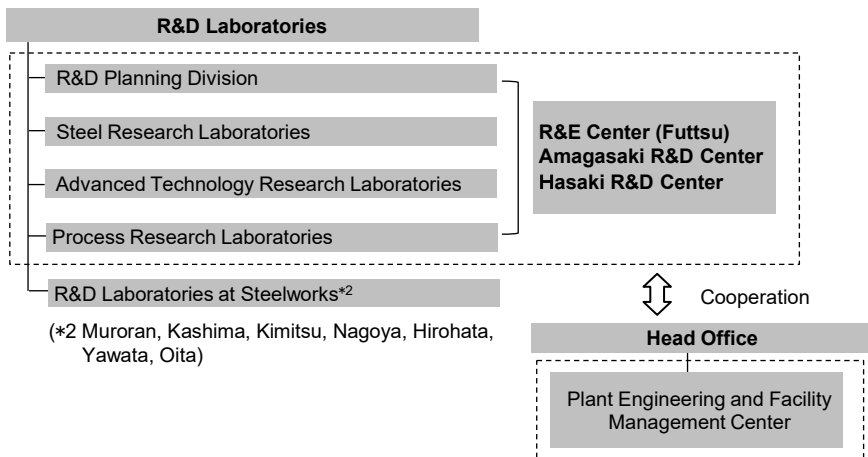 R&D Laboratories
R&D Planning Division
Steel Research Laboratories
Advanced Technology Research Laboratories
Process Research Laboratories
R&E Center (Futtsu)
Amagasaki R&D Center
Hasaki R&D Center
R&D Laboratories at Steelworks*2
(*2 Muroran, Kashima, Kimitsu, Nagoya, Hirohata,
Yawata, Oita)
Cooperation
Head Office
Plant Engineering and Facility
Management Center